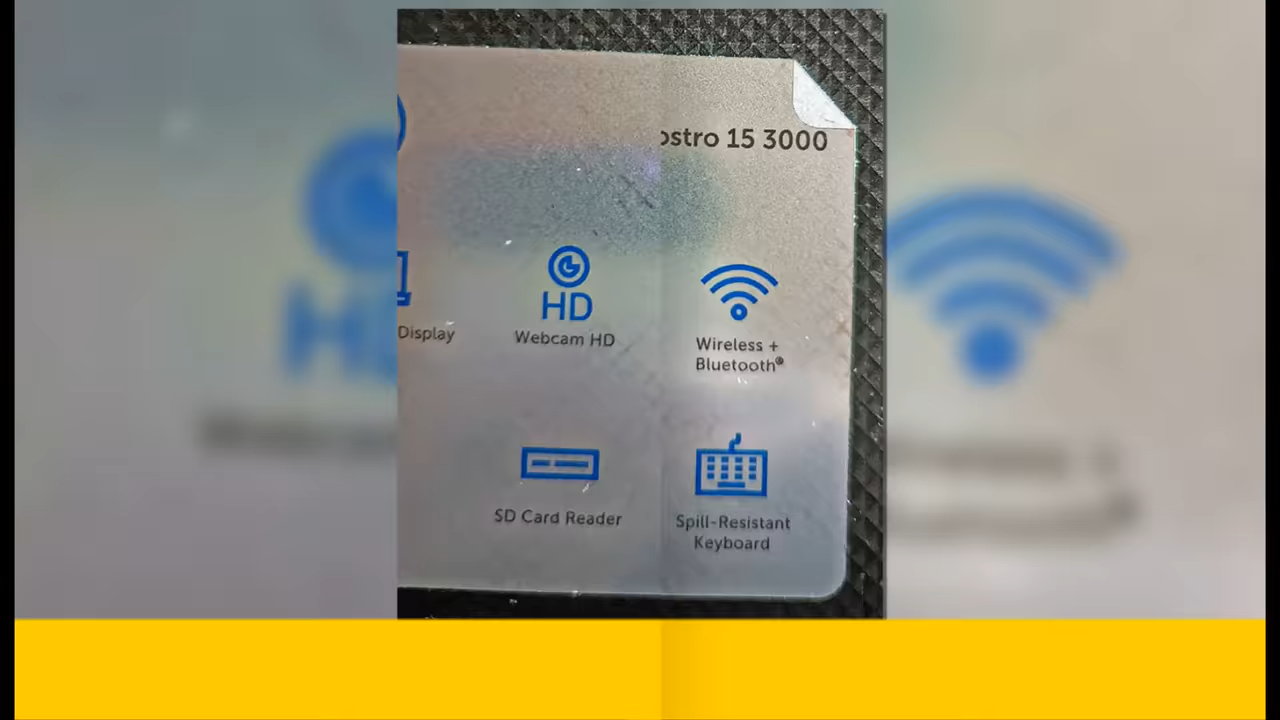 ostro 15 3000
HD
Display
Webcam HD
Wireless +
Bluetooth®
SD Card Reader
Spill-Resistant
Keyboard